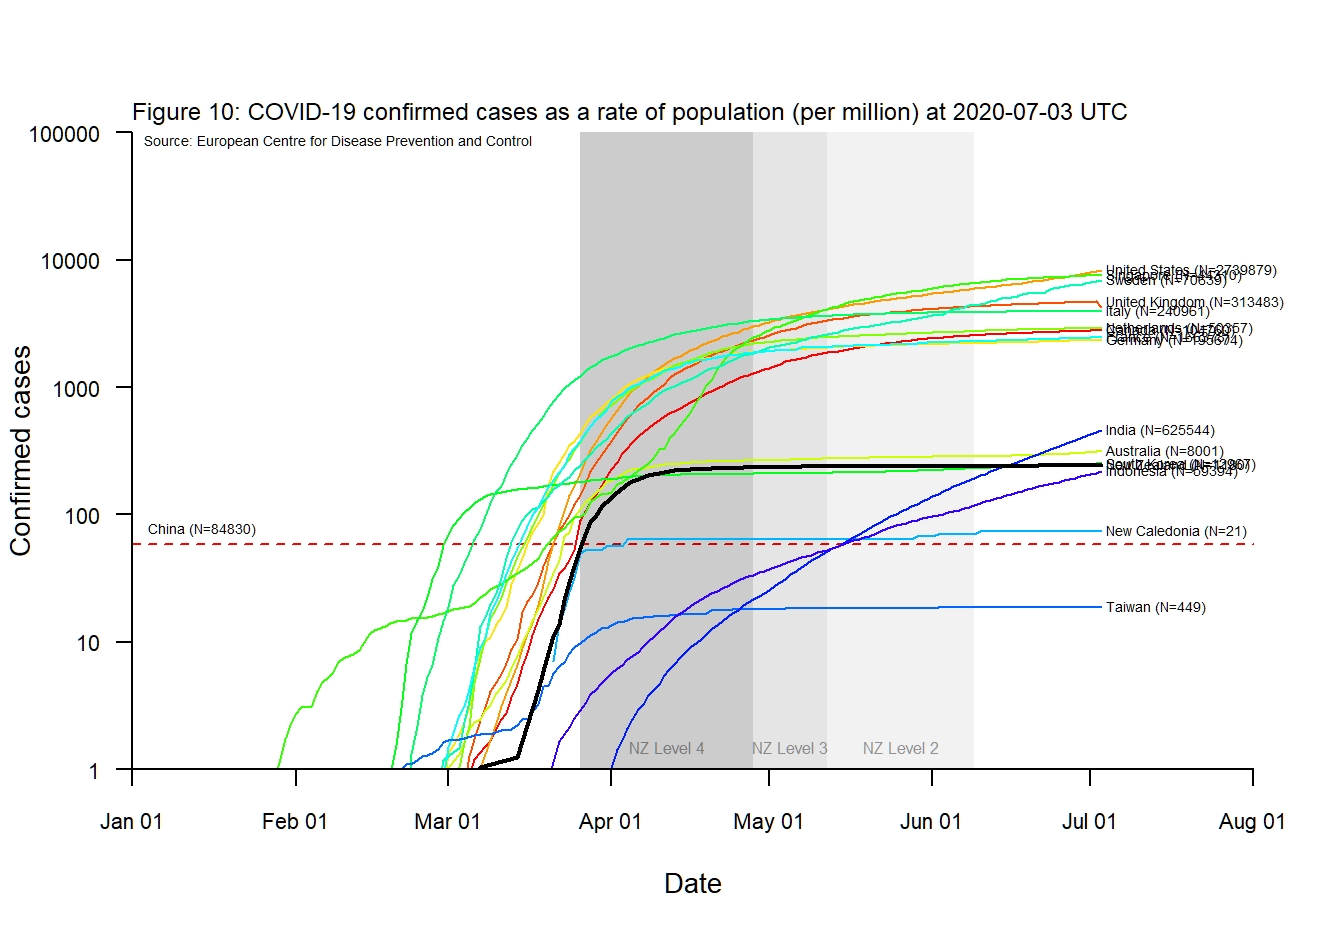 Figure 10: COVID-19 confirmed cases as a rate of population (per million) at 2020-07-03 UTC
Source: European Centre for Disease Prevention and Control
Confirmed cases
100000
10000
1000
100
10
1
United States (N=2739879)
Sweden (N=70639)
United Kingdom (N=313483)
Italy (N=240961)
India (N=625544)
Australia (N=8001)
Indonesia (N=59394)
China (N=84830)
New Caledonia (N=21)
Taiwan (N=449)
NZ Level 4
NZ Level 3
NZ Level 2
Jan 01
Feb 01
Mar 01
Apr 01
May 01
Jun 01
Jul 01
Aug 01
Date